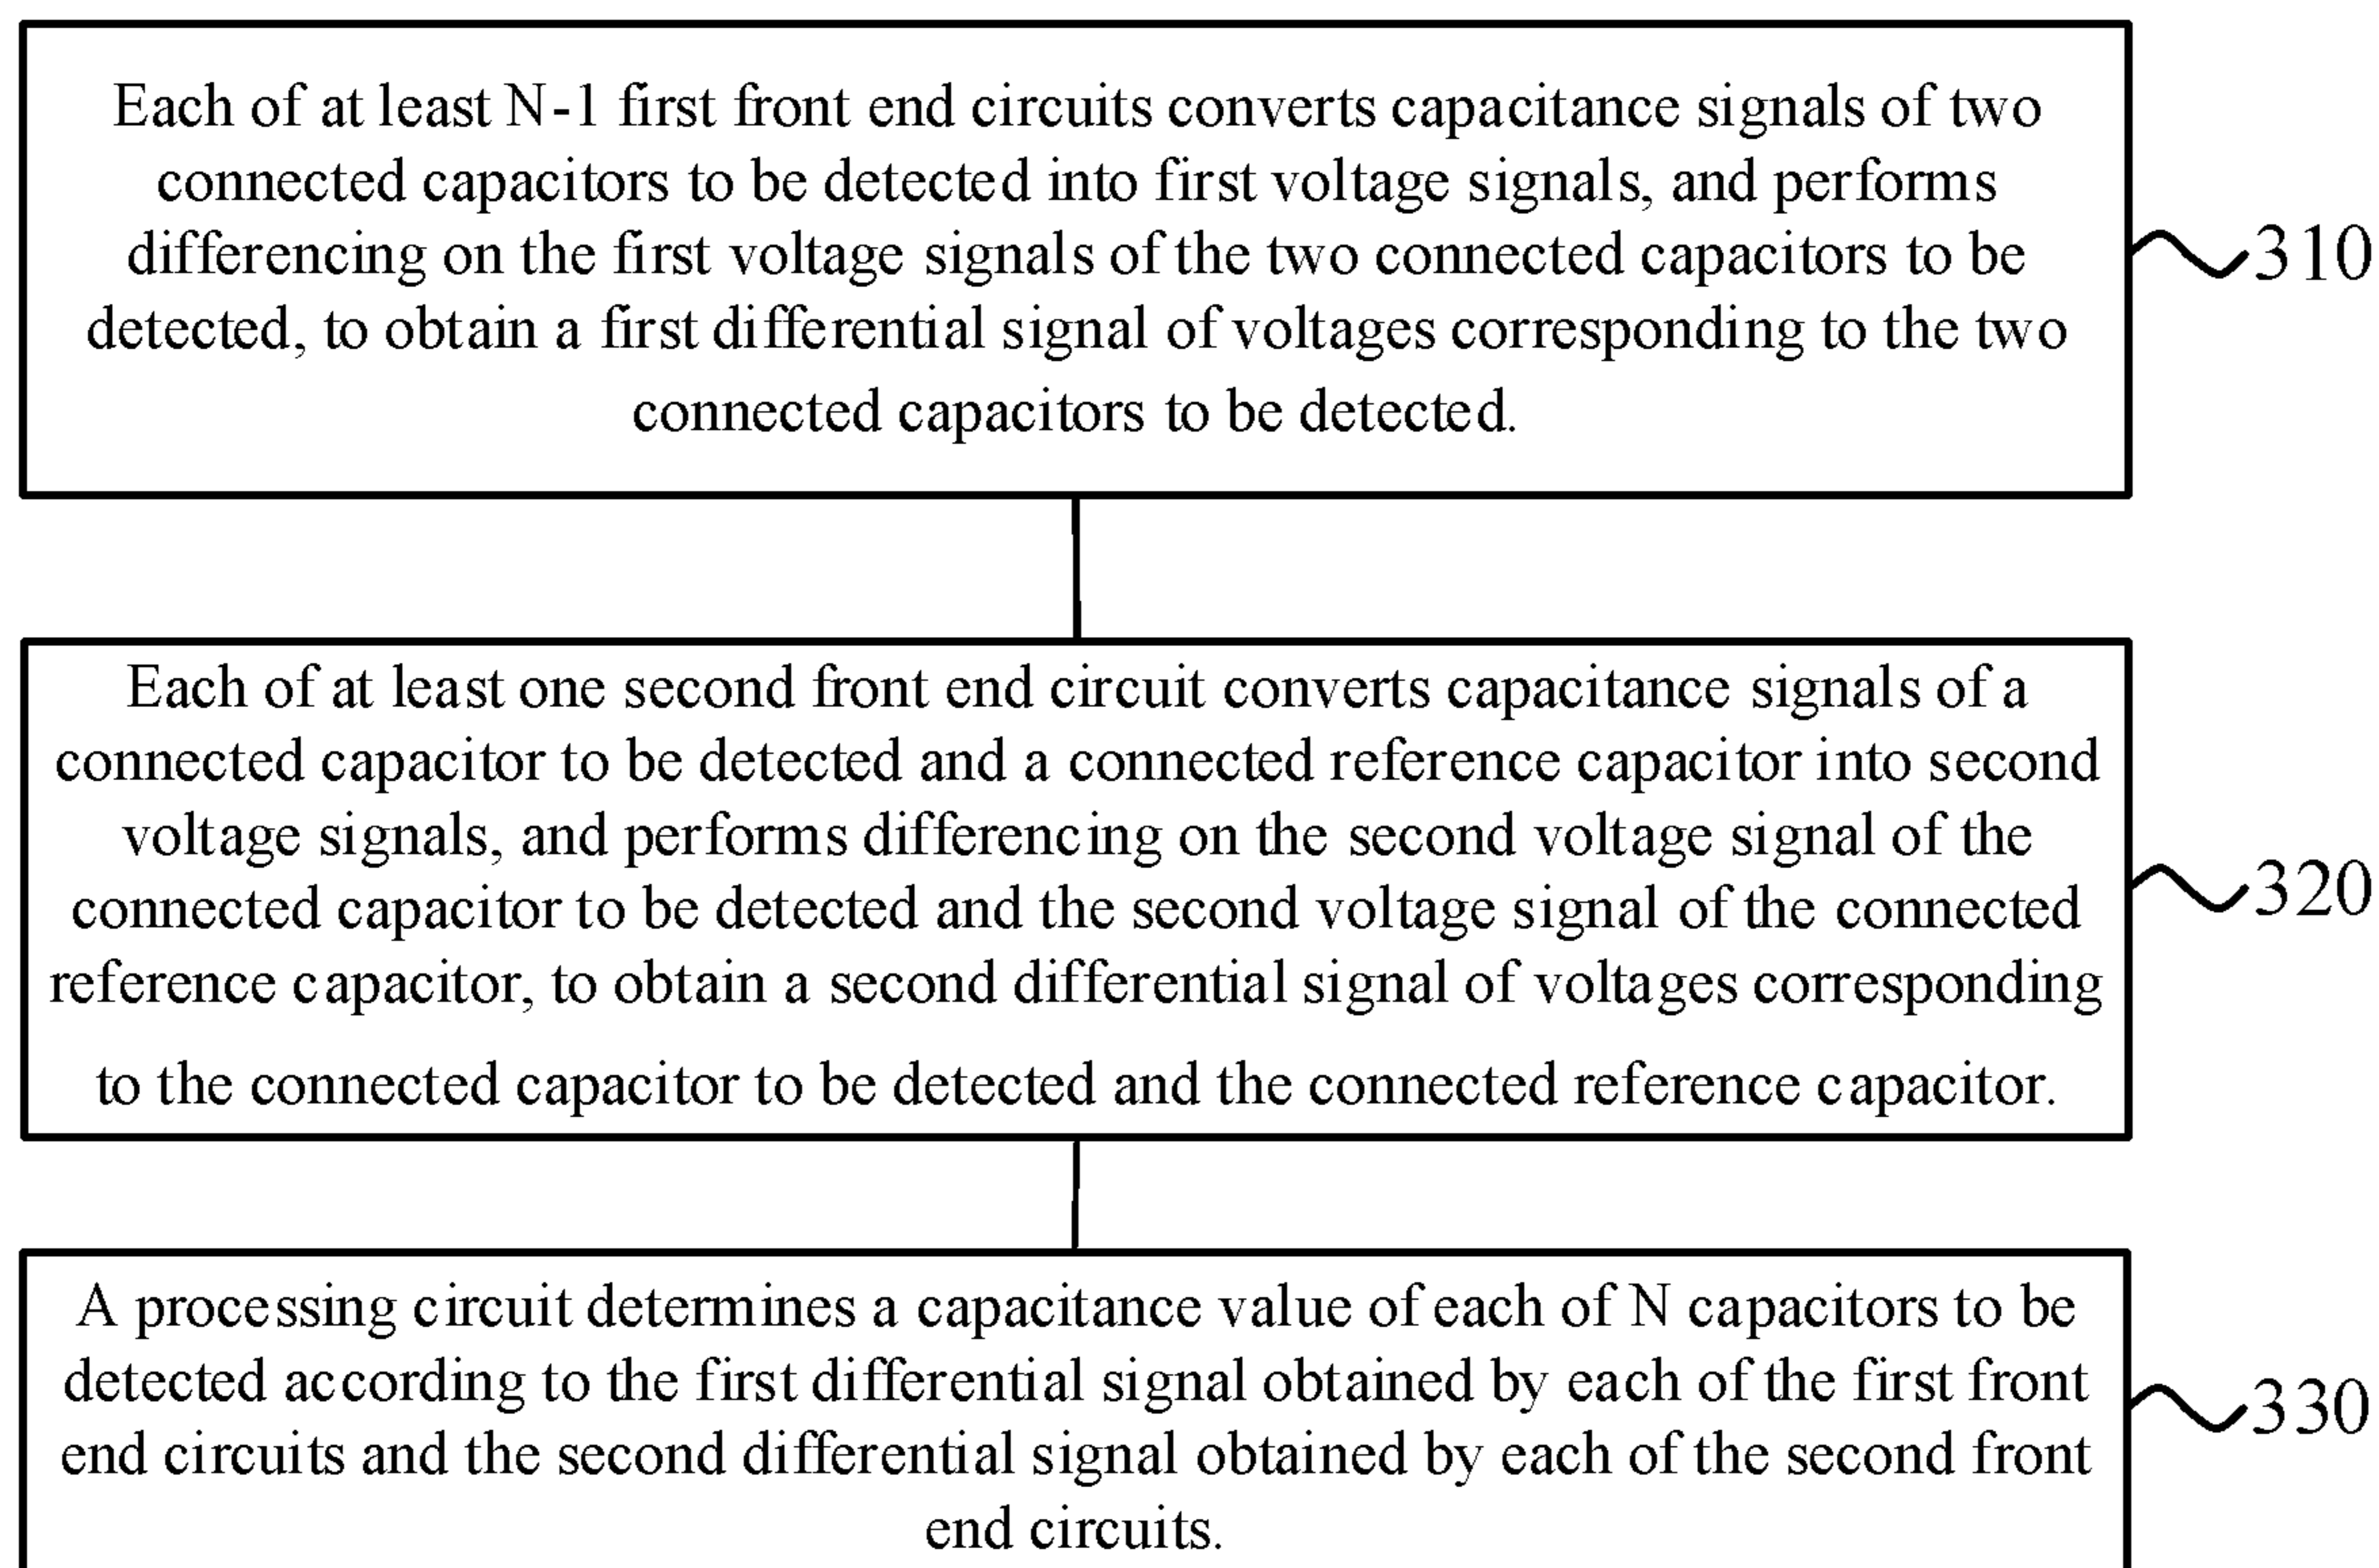 Each of at least N-1 first front end circuits converts capacitance signals of two
connected capacitors to be detected into first voltage signals, and performs
differencing on the first voltage signals of the two connected capacitors to be
detected, to obtain a first differential signal of voltages corresponding to the two
connected capacitors to be detected.
310
Each of at least one second front end circuit converts capacitance signals of a
connected capacitor to be detected and a connected reference capacitor into second
voltage signals, and performs differencing on the second voltage signal of the
connected capacitor to be detected and the second voltage signal of the connected
reference capacitor, to obtain a second differential signal of voltages corresponding
to the connected capacitor to be detected and the connected reference capacitor.
320
A processing circuit determines a capacitance value of each of N capacitors to be
detected according to the first differential signal obtained by each of the first front
end circuits and the second differential signal obtained by each of the second front
end circuits.
330